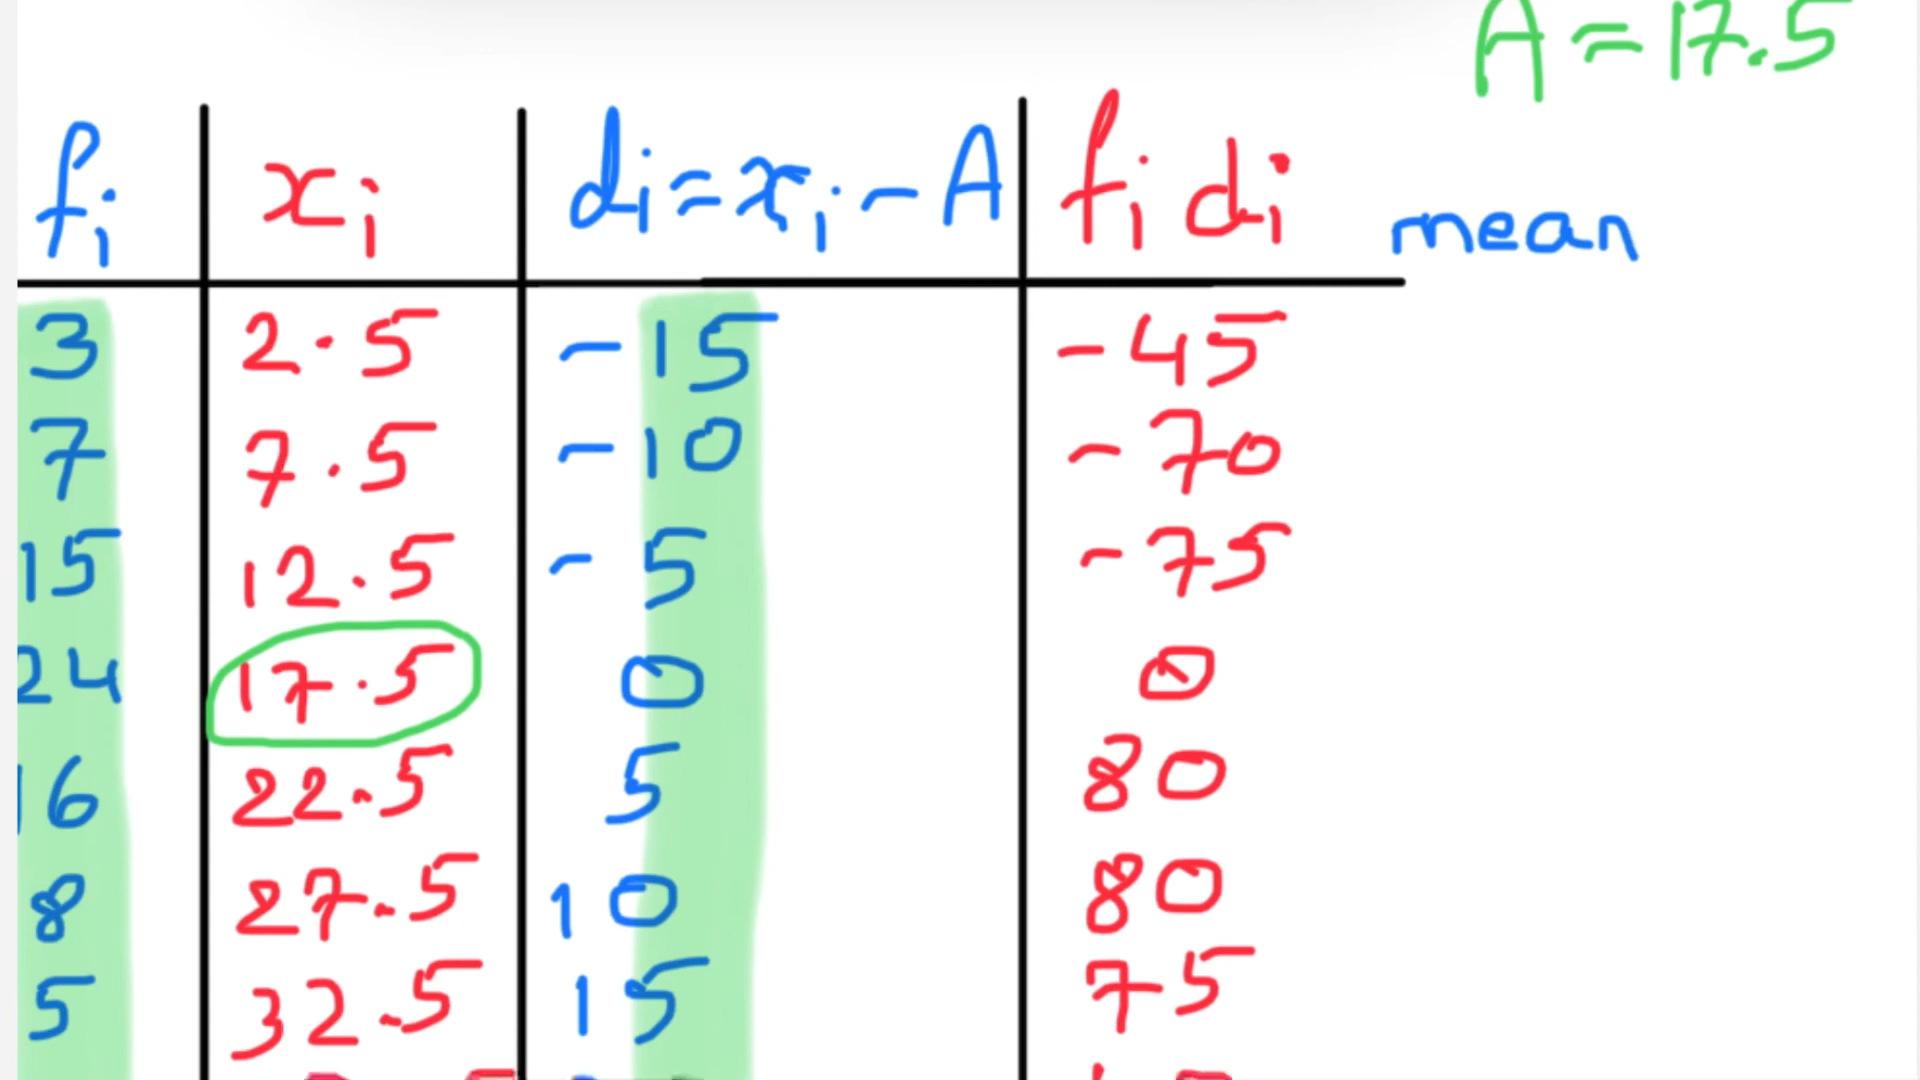 A = 17.5
fi xi di = xi - A fi di mean
3 2.5 -15 -45
7 7.5 -10 -70
15 12.5 -5 -75
24 17.5 0 0
16 22.5 5 80
8 27.5 10 80
5 32.5 15 75